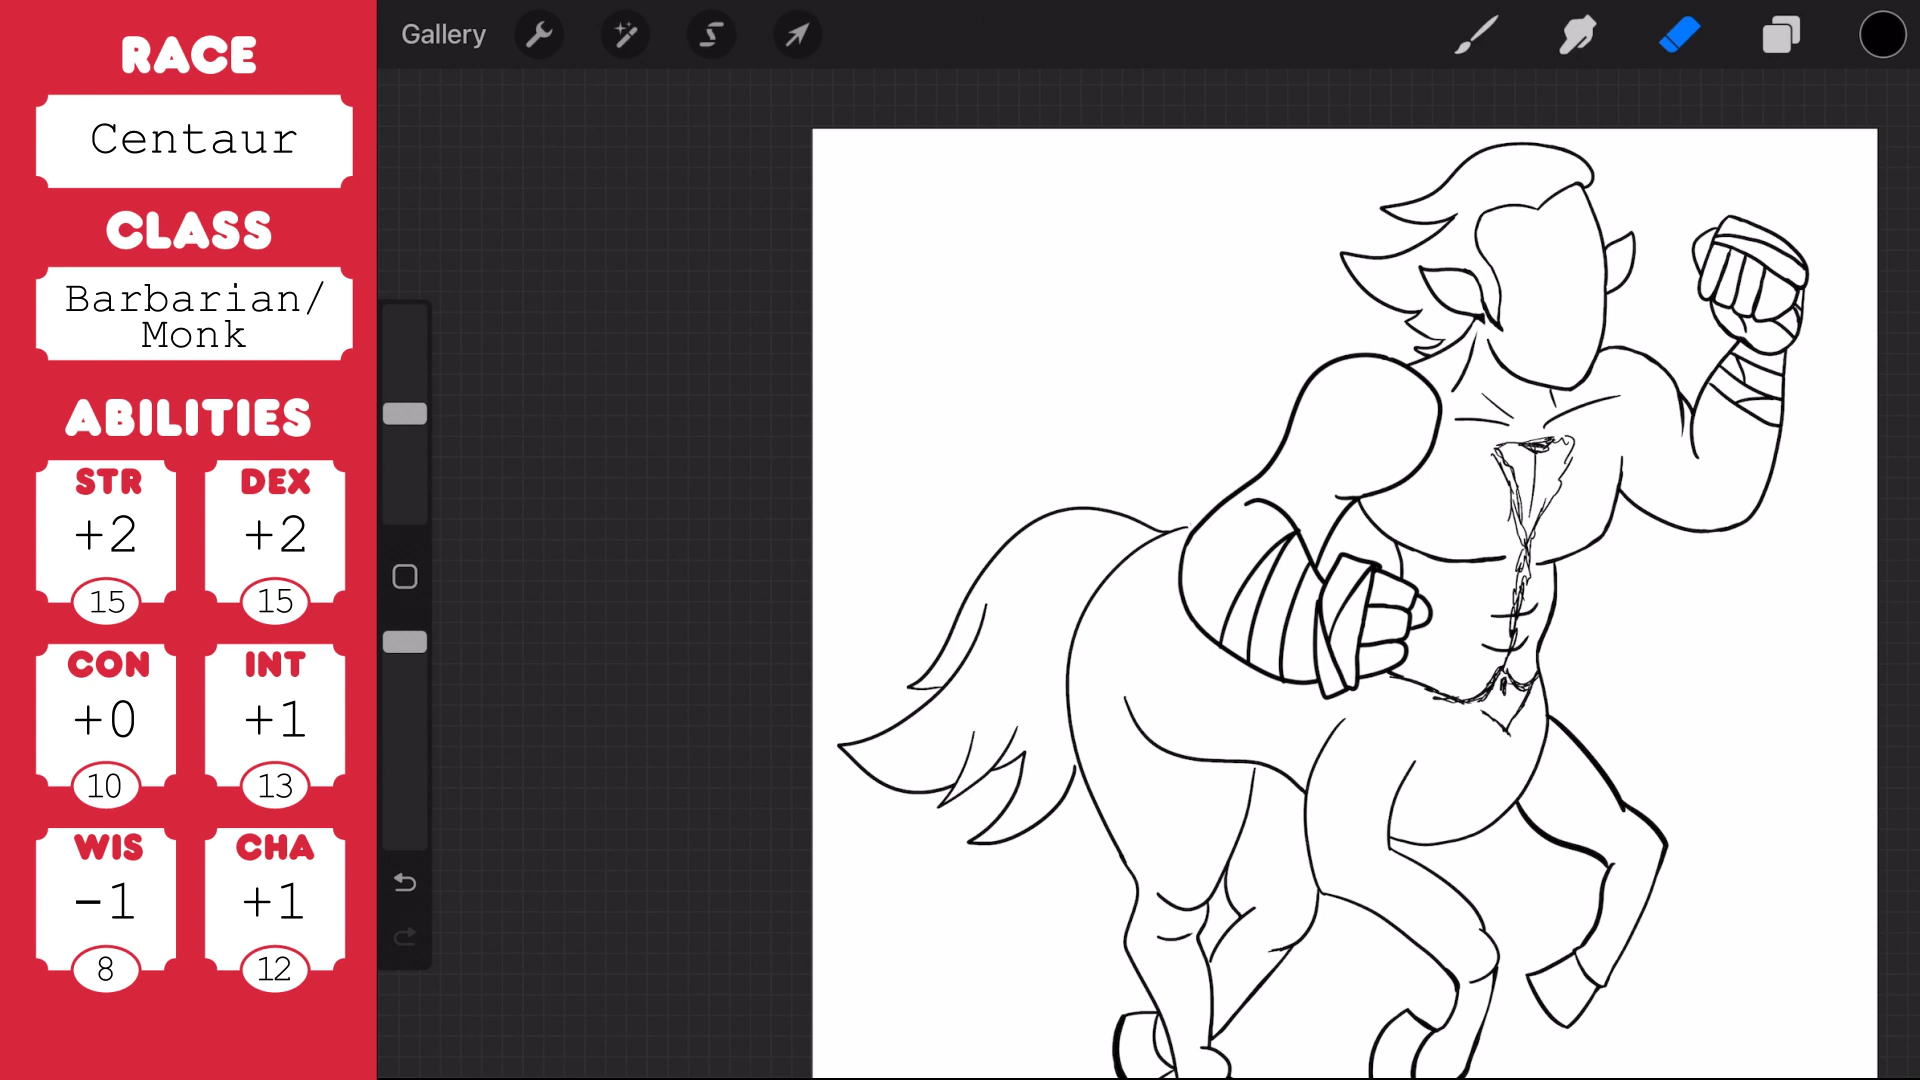 RACE
Centaur
CLASS
Barbarian/
Monk
ABILITIES
STR
+2
15
DEX
+2
15
CON
+0
10
INT
+1
13
WIS
-1
8
CHA
+1
12
Gallery